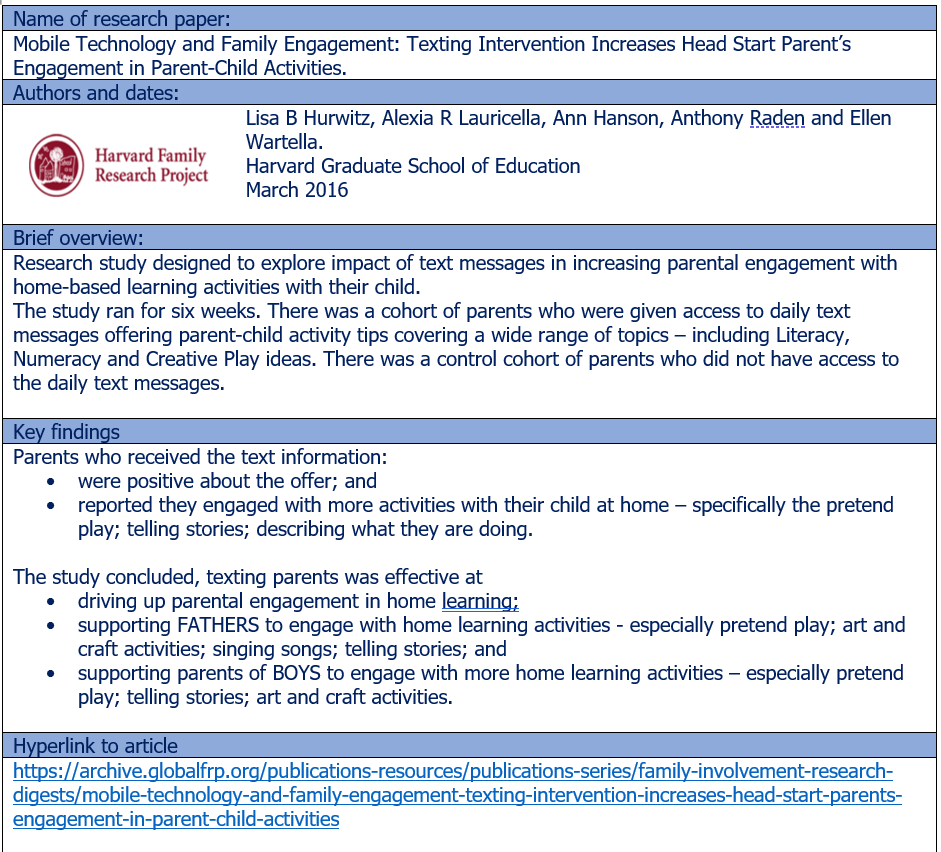 Name of research paper:
Mobile Technology and Family Engagement: Texting Intervention Increases Head Start Parent’s
Engagement in Parent-Child Activities.
Authors and dates:
Harvard Family
Research Project
Lisa B Hurwitz, Alexia R Lauricella, Ann Hanson, Anthony Raden and Ellen
Wartella.
Harvard Graduate School of Education
March 2016
Brief overview:
Research study designed to explore impact of text messages in increasing parental engagement with
home-based learning activities with their child.
The study ran for six weeks. There was a cohort of parents who were given access to daily text
messages offering parent-child activity tips covering a wide range of topics – including Literacy,
Numeracy and Creative Play ideas. There was a control cohort of parents who did not have access to
the daily text messages.
Key findings
Parents who received the text information:
• were positive about the offer; and
• reported they engaged with more activities with their child at home – specifically the pretend
play; telling stories; describing what they are doing.
The study concluded, texting parents was effective at
• driving up parental engagement in home learning;
• supporting FATHERS to engage with home learning activities - especially pretend play; art and
craft activities; singing songs; telling stories; and
• supporting parents of BOYS to engage with more home learning activities – especially pretend
play; telling stories; art and craft activities.
Hyperlink to article
https://archive.globalfrp.org/publications-resources/publications-series/family-involvement-research-
digests/mobile-technology-and-family-engagement-texting-intervention-increases-head-start-parents-
engagement-in-parent-child-activities